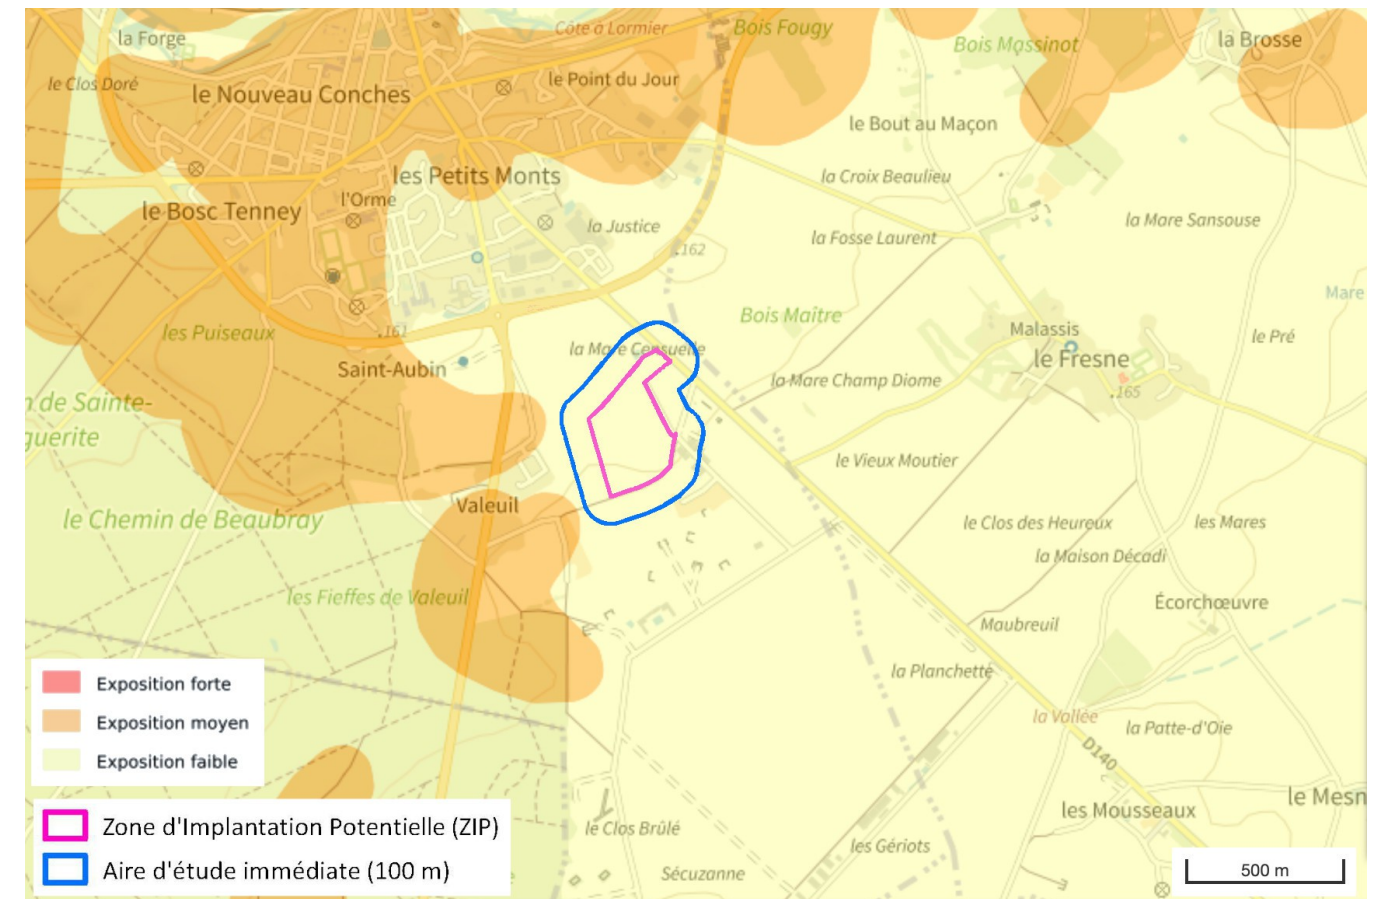 la Forge
Côte à Lormier
Bois Fougy
Bois Mossinot
la Brosse
le Clos Doré
le Nouveau Conches
le Point du Jour
le Bout au Maçon
les Petits Monts
la Croix Beaulieu
l'Orme
le Bosc Tenney
la Justice
la Fosse Laurent
la Mare Sansouse
162
Mare
Bois Maître
les Puiseaux
161
Malassis
le Pré
Saint-Aubin
la Mare Censuelle
le Fresne
la Mare Champ Diome
165
n de Sainte-
guerite
le Vieux Moutier
Valeuil
le Chemin de Beaubray
le Clos des Heureux
les Mares
la Maison Décadi
les Fieffes de Valeuil
Écorchœuvre
Maubreuil
la Planchette
la Vallée
la Patte-d'Oie
D140
le Mesn
les Mousseaux
le Clos Brûlé
les Gériots
Sécuzanne
Exposition forte
Exposition moyen
Exposition faible
Zone d'Implantation Potentielle (ZIP)
Aire d'étude immédiate (100 m)
500 m